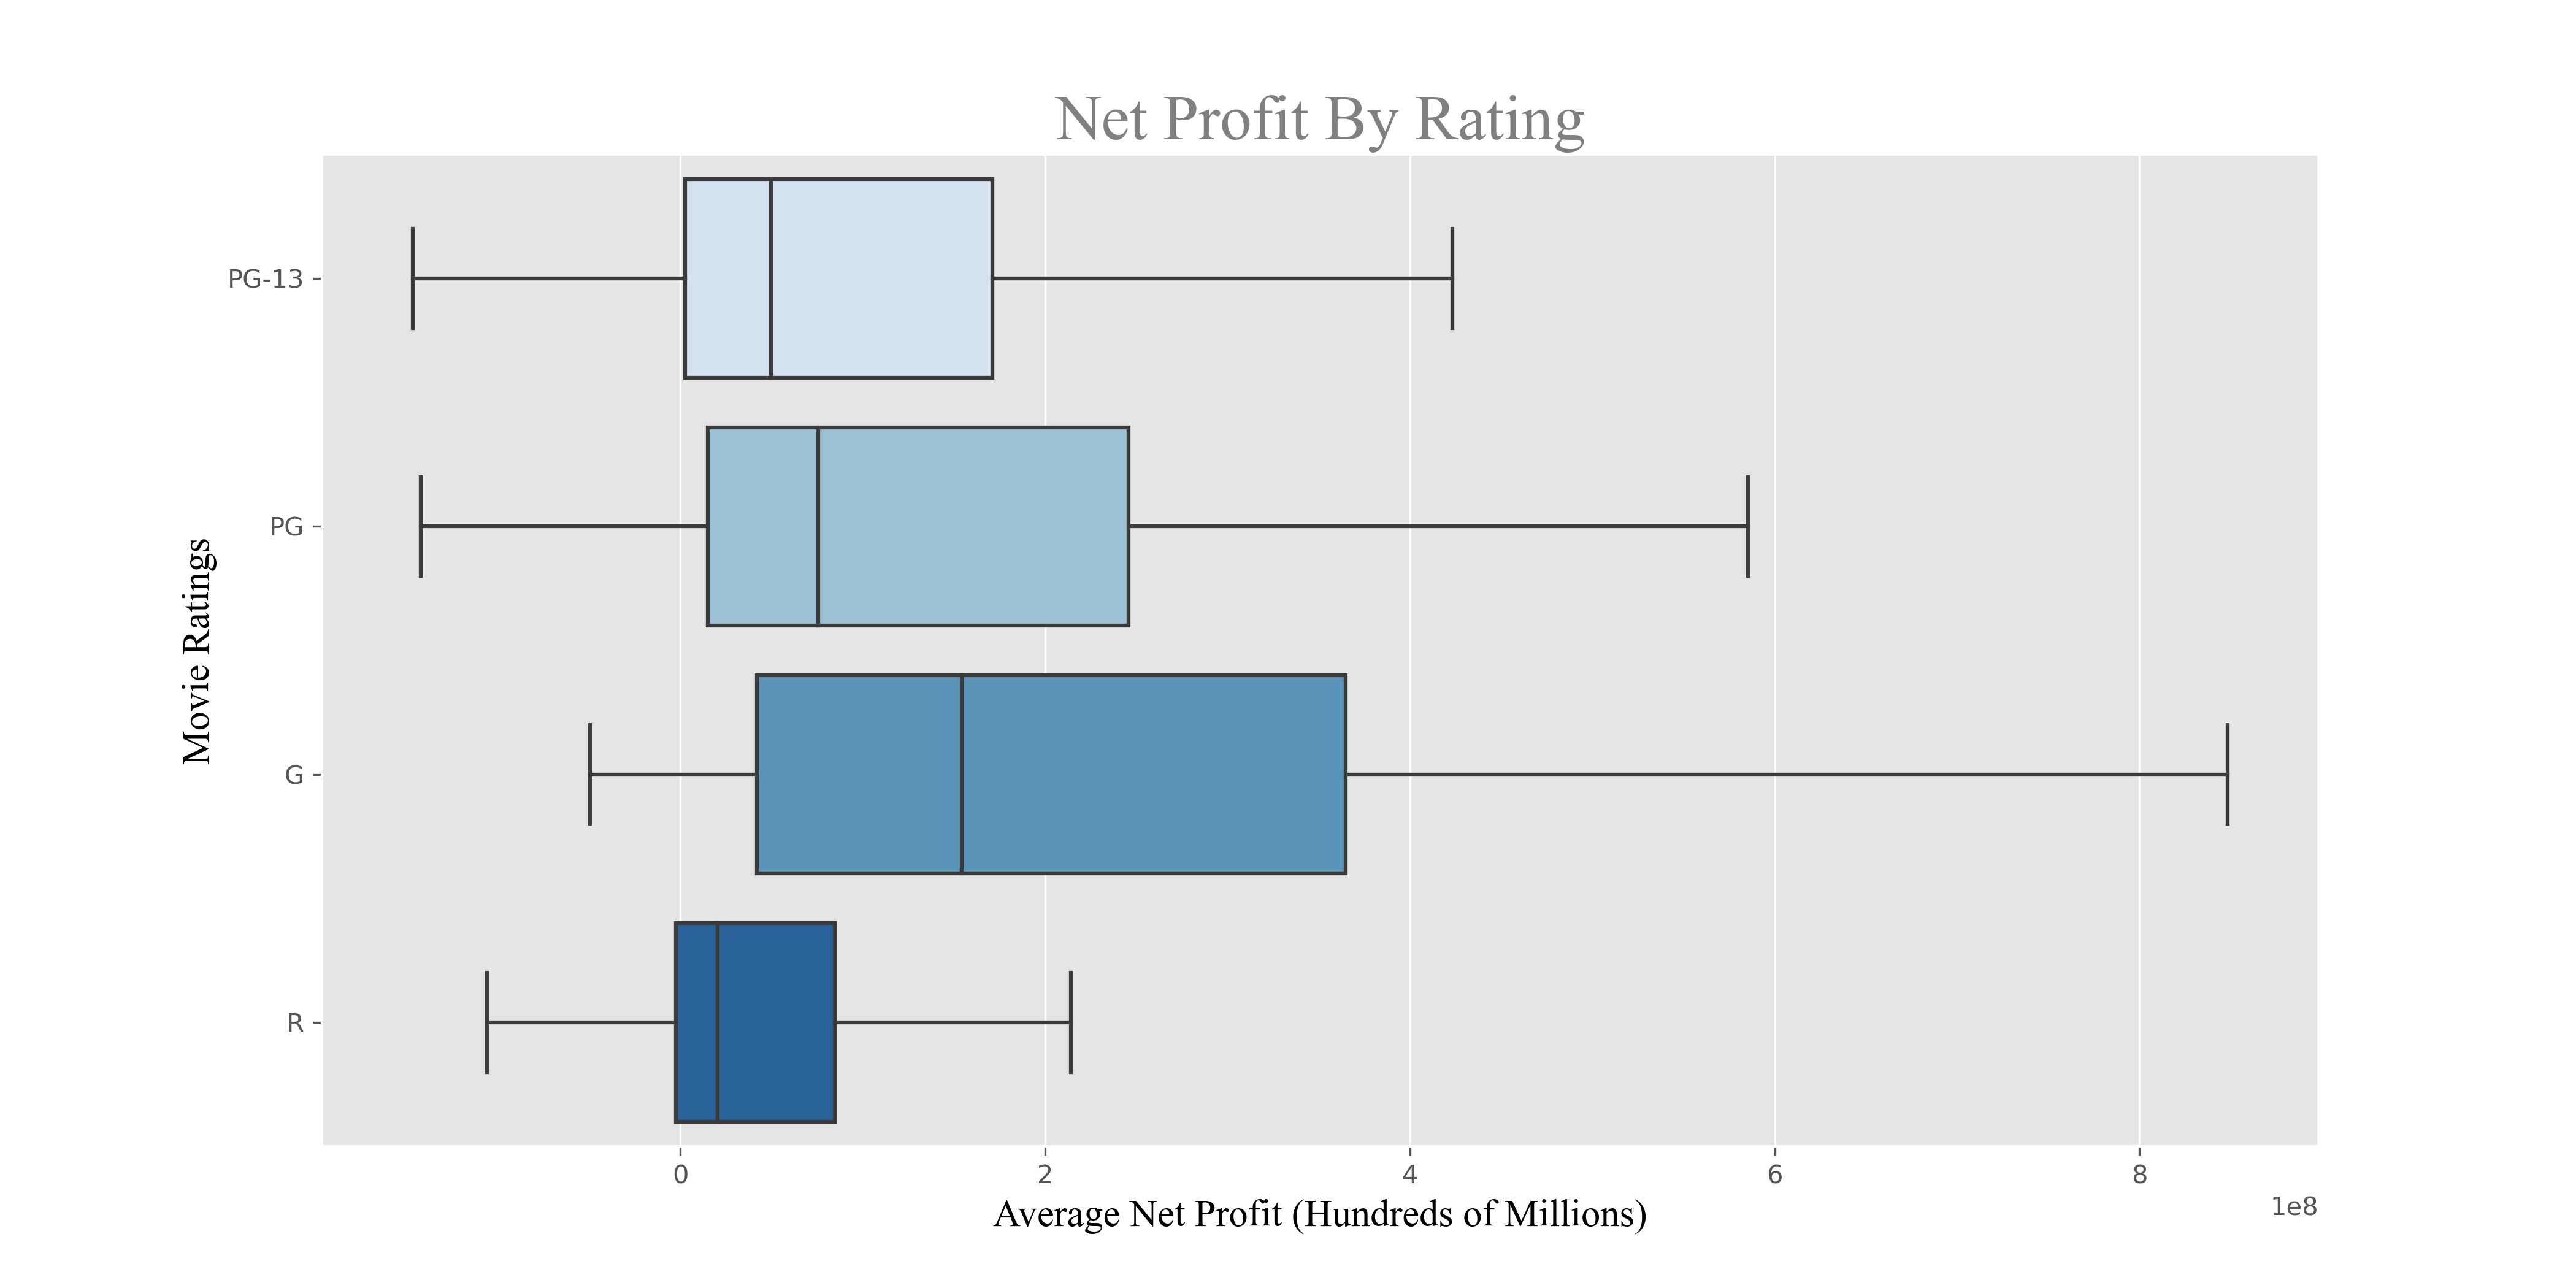 Net Profit By Rating
PG-13
PG
G
R
Movie Ratings
0 2 4 6 8
1e8
Average Net Profit (Hundreds of Millions)